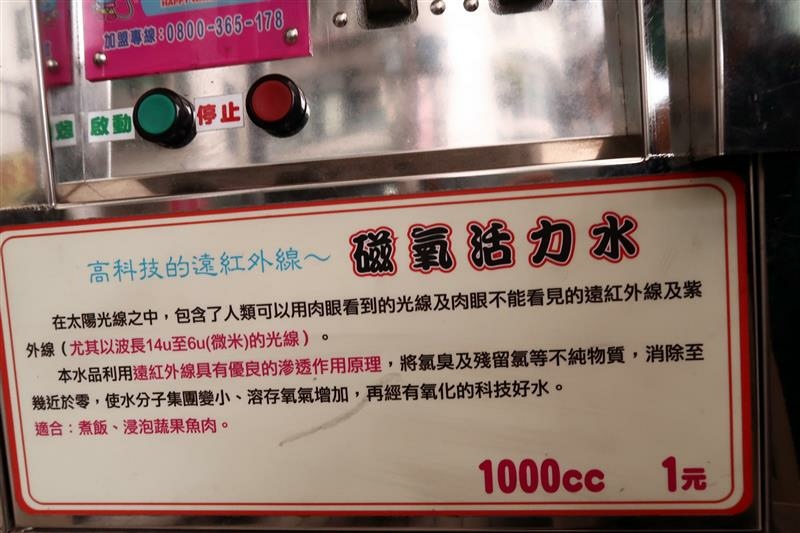 加盟專線:0800-365-178
啟動 停止
高科技的遠紅外線～ 磁氧活力水
在太陽光線之中，包含了人類可以用肉眼看到的光線及肉眼不能看見的遠紅外線及紫
外線（尤其以波長14u至6u(微米)的光線）。
本水品利用遠紅外線具有優良的滲透作用原理，將氯臭及殘留氯等不純物質，消除至
幾近於零，使水分子集團變小、溶存氧氣增加，再經有氧化的科技好水。
適合：煮飯、浸泡蔬果魚肉。
1000cc 1元